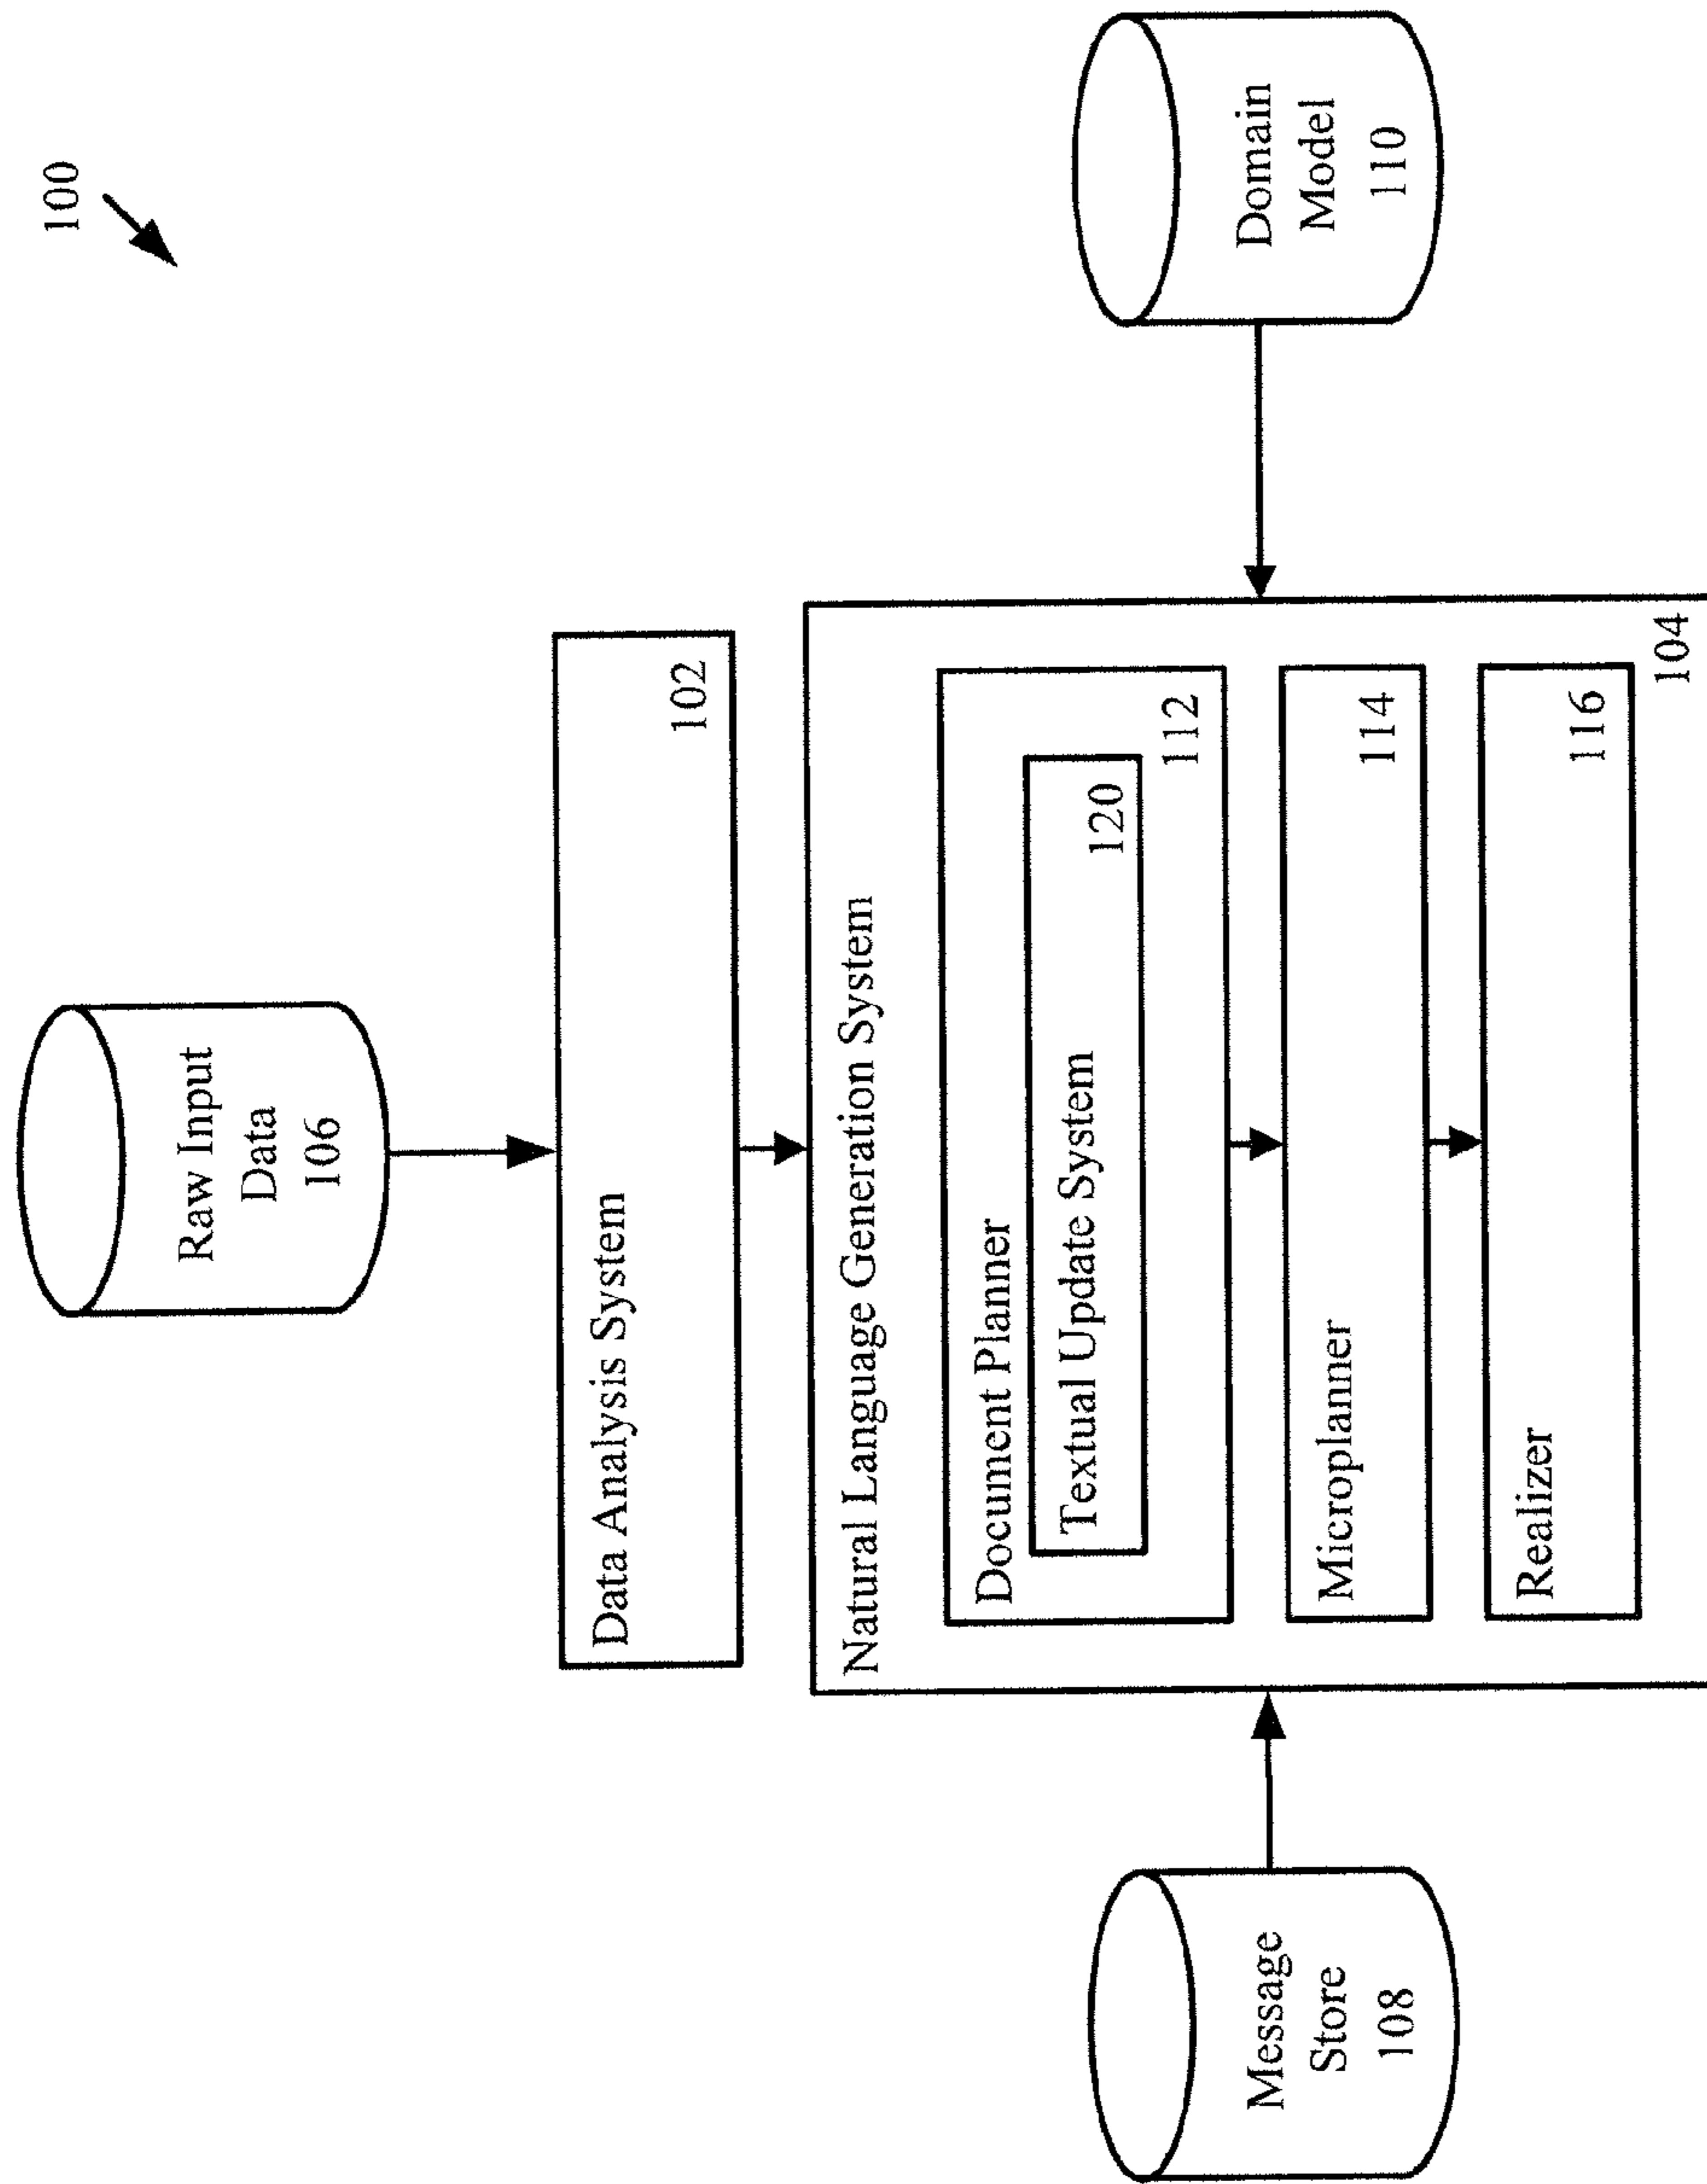 100
Raw Input
Data
106
Data Analysis System
102
Natural Language Generation System
Document Planner
Textual Update System
120
112
Microplanner
114
Realizer
116
104
Message
Store
108
Domain
Model
110